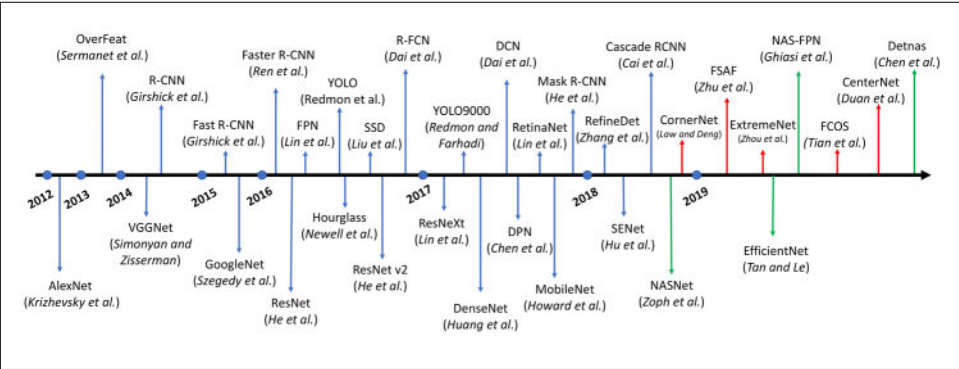 OverFeat
(Sermanet et al.)
R-CNN
(Girshick et al.)
Fast R-CNN
(Girshick et al.)
Faster R-CNN
(Ren et al.)
FPN
(Lin et al.)
YOLO
(Redmon et al.)
SSD
(Liu et al.)
R-FCN
(Dai et al.)
YOLO9000
(Redmon and
Farhadi)
DCN
(Dai et al.)
RetinaNet
(Lin et al.)
Mask R-CNN
(He et al.)
RefineDet
(Zhang et al.)
Cascade RCNN
(Cai et al.)
CornerNet
(Law and Deng)
FSAF
(Zhu et al.)
ExtremeNet
(Zhou et al.)
NAS-FPN
(Ghiasi et al.)
FCOS
(Tian et al.)
CenterNet
(Duan et al.)
Detnas
(Chen et al.)
2012
2013
2014
2015
2016
2017
2018
2019
AlexNet
(Krizhevsky et al.)
VGGNet
(Simonyan and
Zisserman)
GoogleNet
(Szegedy et al.)
ResNet
(He et al.)
Hourglass
(Newell et al.)
ResNet v2
(He et al.)
ResNeXt
(Lin et al.)
DenseNet
(Huang et al.)
DPN
(Chen et al.)
MobileNet
(Howard et al.)
SENet
(Hu et al.)
NASNet
(Zoph et al.)
EfficientNet
(Tan and Le)